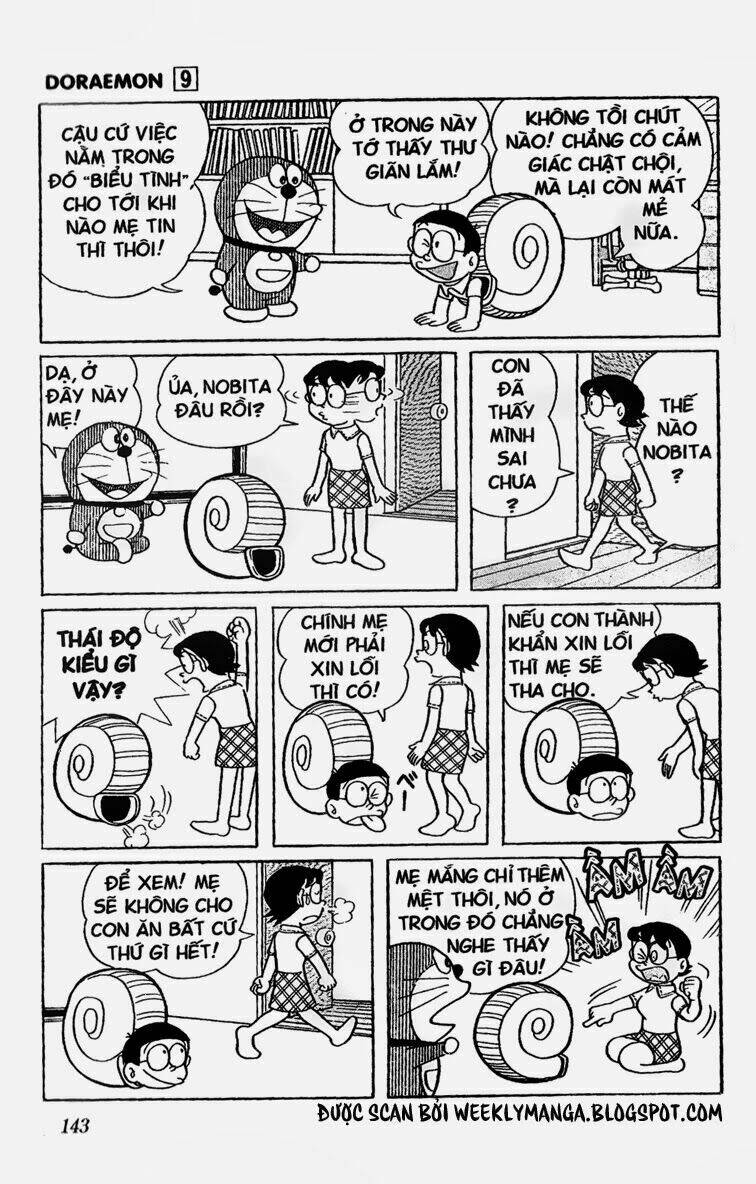 DORAEMON 9
CẬU CỨ VIỆC
NẰM TRONG
ĐÓ "BIỂU TÌNH"
CHO TỚI KHI
NÀO MẸ TIN
THÌ THÔI!
Ở TRONG NÀY
TỚ THẤY THƯ
GIÃN LẮM!
KHÔNG TỒI CHÚT
NÀO! CHẲNG CÓ CẢM
GIÁC CHẬT CHỘI,
MÀ LẠI CÒN MÁT
MẺ
NỮA.
DẠ, Ở
ĐÂY NÀY
MẸ!
ỦA, NOBITA
ĐÂU RỒI?
CON
ĐÃ
THẤY
MÌNH
SAI
CHƯA
?
THẾ
NÀO
NOBITA
?
THÁI ĐỘ
KIỂU GÌ
VẬY?
CHÍNH MẸ
MỚI PHẢI
XIN LỖI
THÌ CÓ!
べー
NẾU CON THÀNH
KHẨN XIN LỖI
THÌ MẸ SẼ
THA CHO.
ĐỂ XEM! MẸ
SẼ KHÔNG CHO
CON ĂN BẤT CỨ
THỨ GÌ HẾT!
MẸ MẮNG CHỈ THÊM
MỆT THÔI, NÓ Ở
TRONG ĐÓ CHẲNG
NGHE THẤY
GÌ ĐÂU!
ẦM
ẦM
ẦM
ĐƯỢC SCAN BỞI WEEKLYMANGA.BLOGSPOT.COM
143